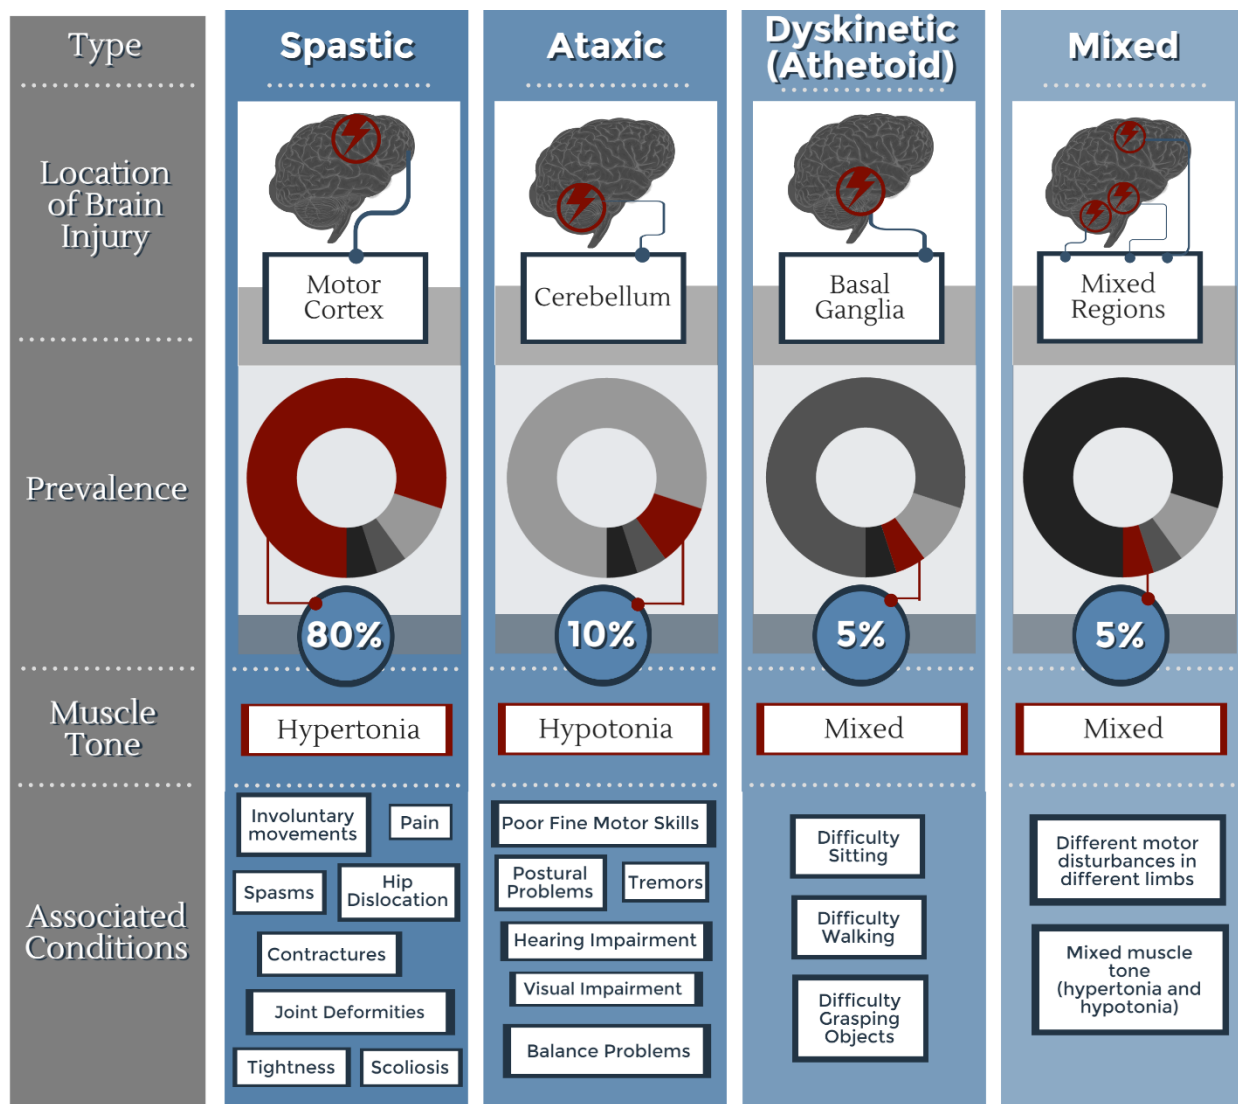 Type
Spastic
Ataxic
Dyskinetic
(Athetoid)
Mixed
Location
of Brain
Injury
Motor
Cortex
Cerebellum
Basal
Ganglia
Mixed
Regions
Prevalence
80%
10%
5%
5%
Muscle
Tone
Hypertonia
Hypotonia
Mixed
Mixed
Associated
Conditions
Involuntary
movements
Pain
Spasms
Hip
Dislocation
Contractures
Joint Deformities
Tightness
Scoliosis
Poor Fine Motor Skills
Postural
Problems
Tremors
Hearing Impairment
Visual Impairment
Balance Problems
Difficulty
Sitting
Difficulty
Walking
Difficulty
Grasping
Objects
Different motor
disturbances in
different limbs
Mixed muscle
tone
(hypertonia and
hypotonia)